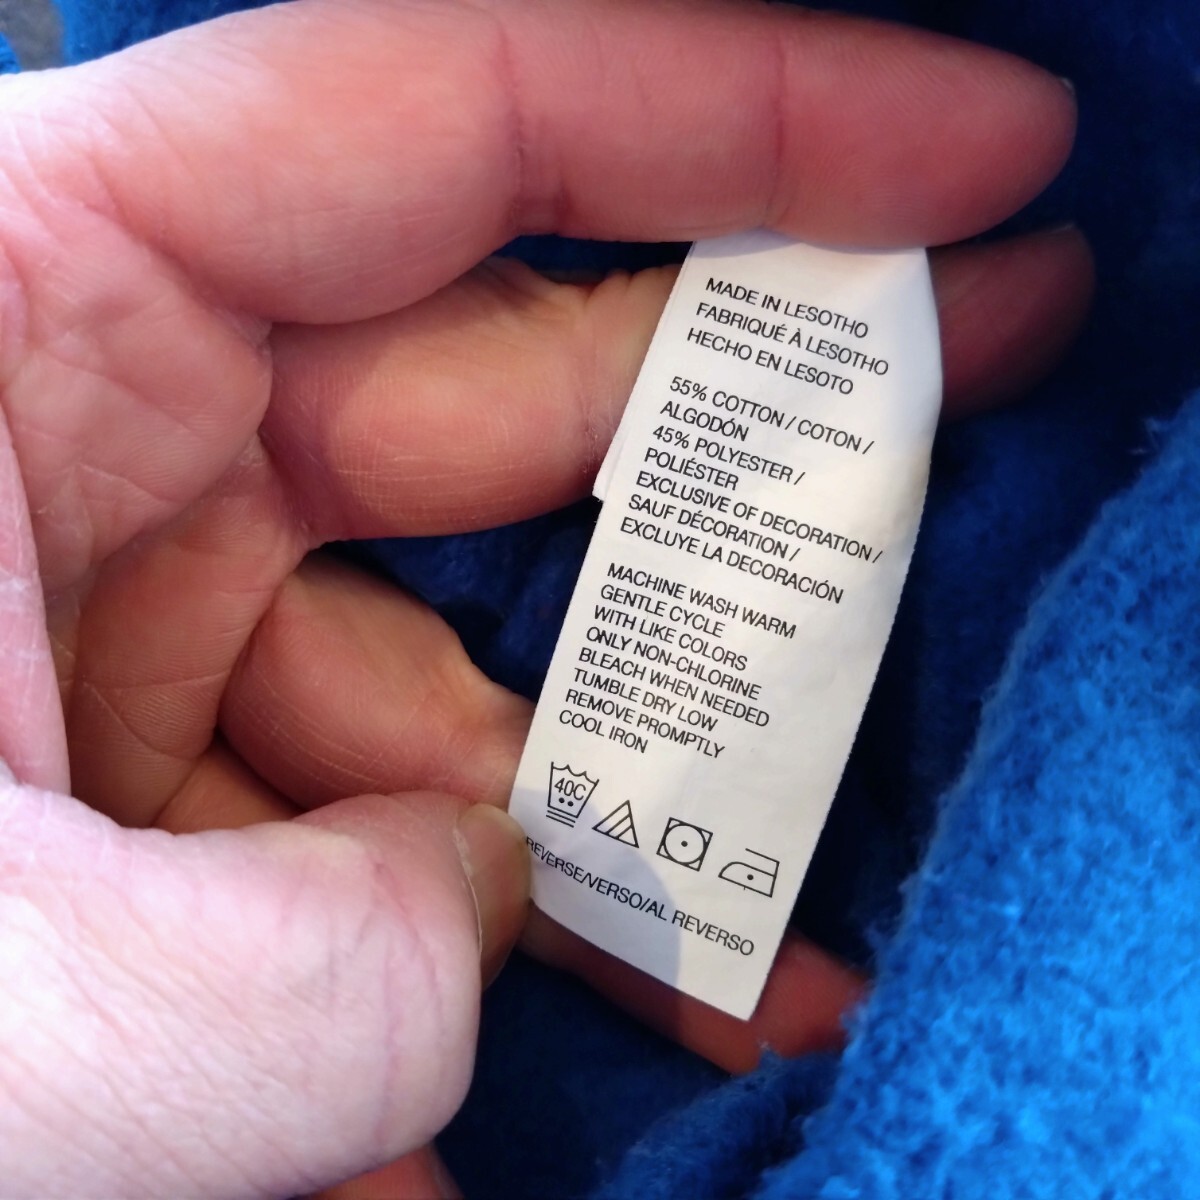 MADE IN LESOTHO
FABRIQUÉ À LESOTHO
HECHO EN LESOTO
55% COTTON / COTON /
ALGODÓN
45% POLYESTER /
POLIÉSTER
EXCLUSIVE OF DECORATION /
SAUF DÉCORATION /
EXCLUYE LA DECORACIÓN
MACHINE WASH WARM
GENTLE CYCLE
WITH LIKE COLORS
ONLY NON-CHLORINE
BLEACH WHEN NEEDED
TUMBLE DRY LOW
REMOVE PROMPTLY
COOL IRON
40C
REVERSE/VERSO/AL REVERSO